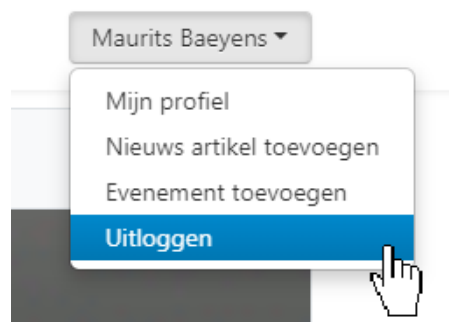 Maurits Baeyens
Mijn profiel
Nieuws artikel toevoegen
Evenement toevoegen
Uitloggen